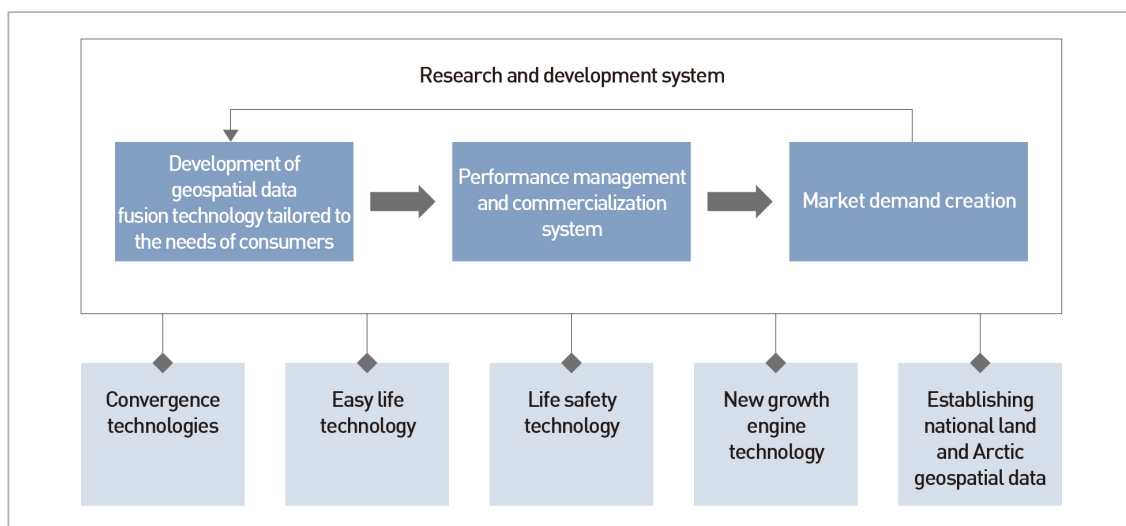 Research and development system
Development of
geospatial data
fusion technology tailored to
the needs of consumers
Performance management
and commercialization
system
Market demand creation
Convergence
technologies
Easy life
technology
Life safety
technology
New growth
engine
technology
Establishing
national land
and Arctic
geospatial data